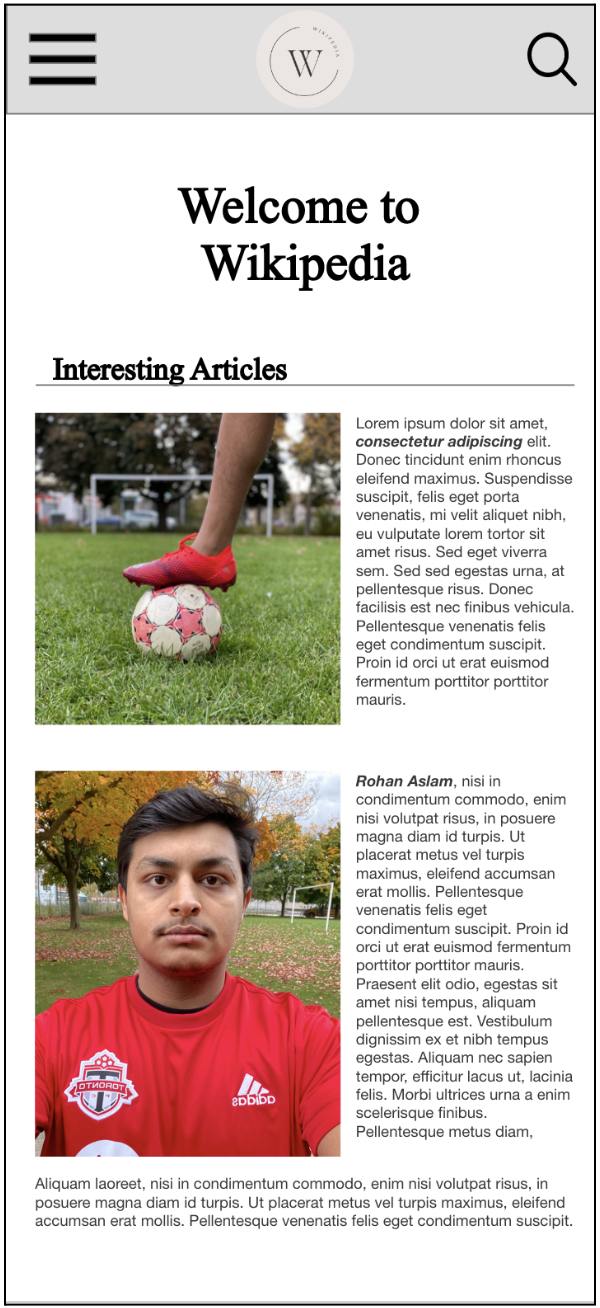 WIKIPEDIA
W
Welcome to
Wikipedia
Interesting Articles
Lorem ipsum dolor sit amet,
consectetur adipiscing elit.
Donec tincidunt enim rhoncus
eleifend maximus. Suspendisse
suscipit, felis eget porta
venenatis, mi velit aliquet nibh,
eu vulputate lorem tortor sit
amet risus. Sed eget viverra
sem. Sed sed egestas urna, at
pellentesque risus. Donec
facilisis est nec finibus vehicula.
Pellentesque venenatis felis
eget condimentum suscipit.
Proin id orci ut erat euismod
fermentum porttitor porttitor
mauris.
Rohan Aslam, nisi in
condimentum commodo, enim
nisi volutpat risus, in posuere
magna diam id turpis. Ut
placerat metus vel turpis
maximus, eleifend accumsan
erat mollis. Pellentesque
venenatis felis eget
condimentum suscipit. Proin id
orci ut erat euismod fermentum
porttitor porttitor mauris.
Praesent elit odio, egestas sit
amet nisi tempus, aliquam
pellentesque est. Vestibulum
dignissim ex et nibh tempus
egestas. Aliquam nec sapien
tempor, efficitur lacus ut, lacinia
felis. Morbi ultrices urna a enim
scelerisque finibus.
Pellentesque metus diam,
TORONTO
adidas
Aliquam laoreet, nisi in condimentum commodo, enim nisi volutpat risus, in
posuere magna diam id turpis. Ut placerat metus vel turpis maximus, eleifend
accumsan erat mollis. Pellentesque venenatis felis eget condimentum suscipit.